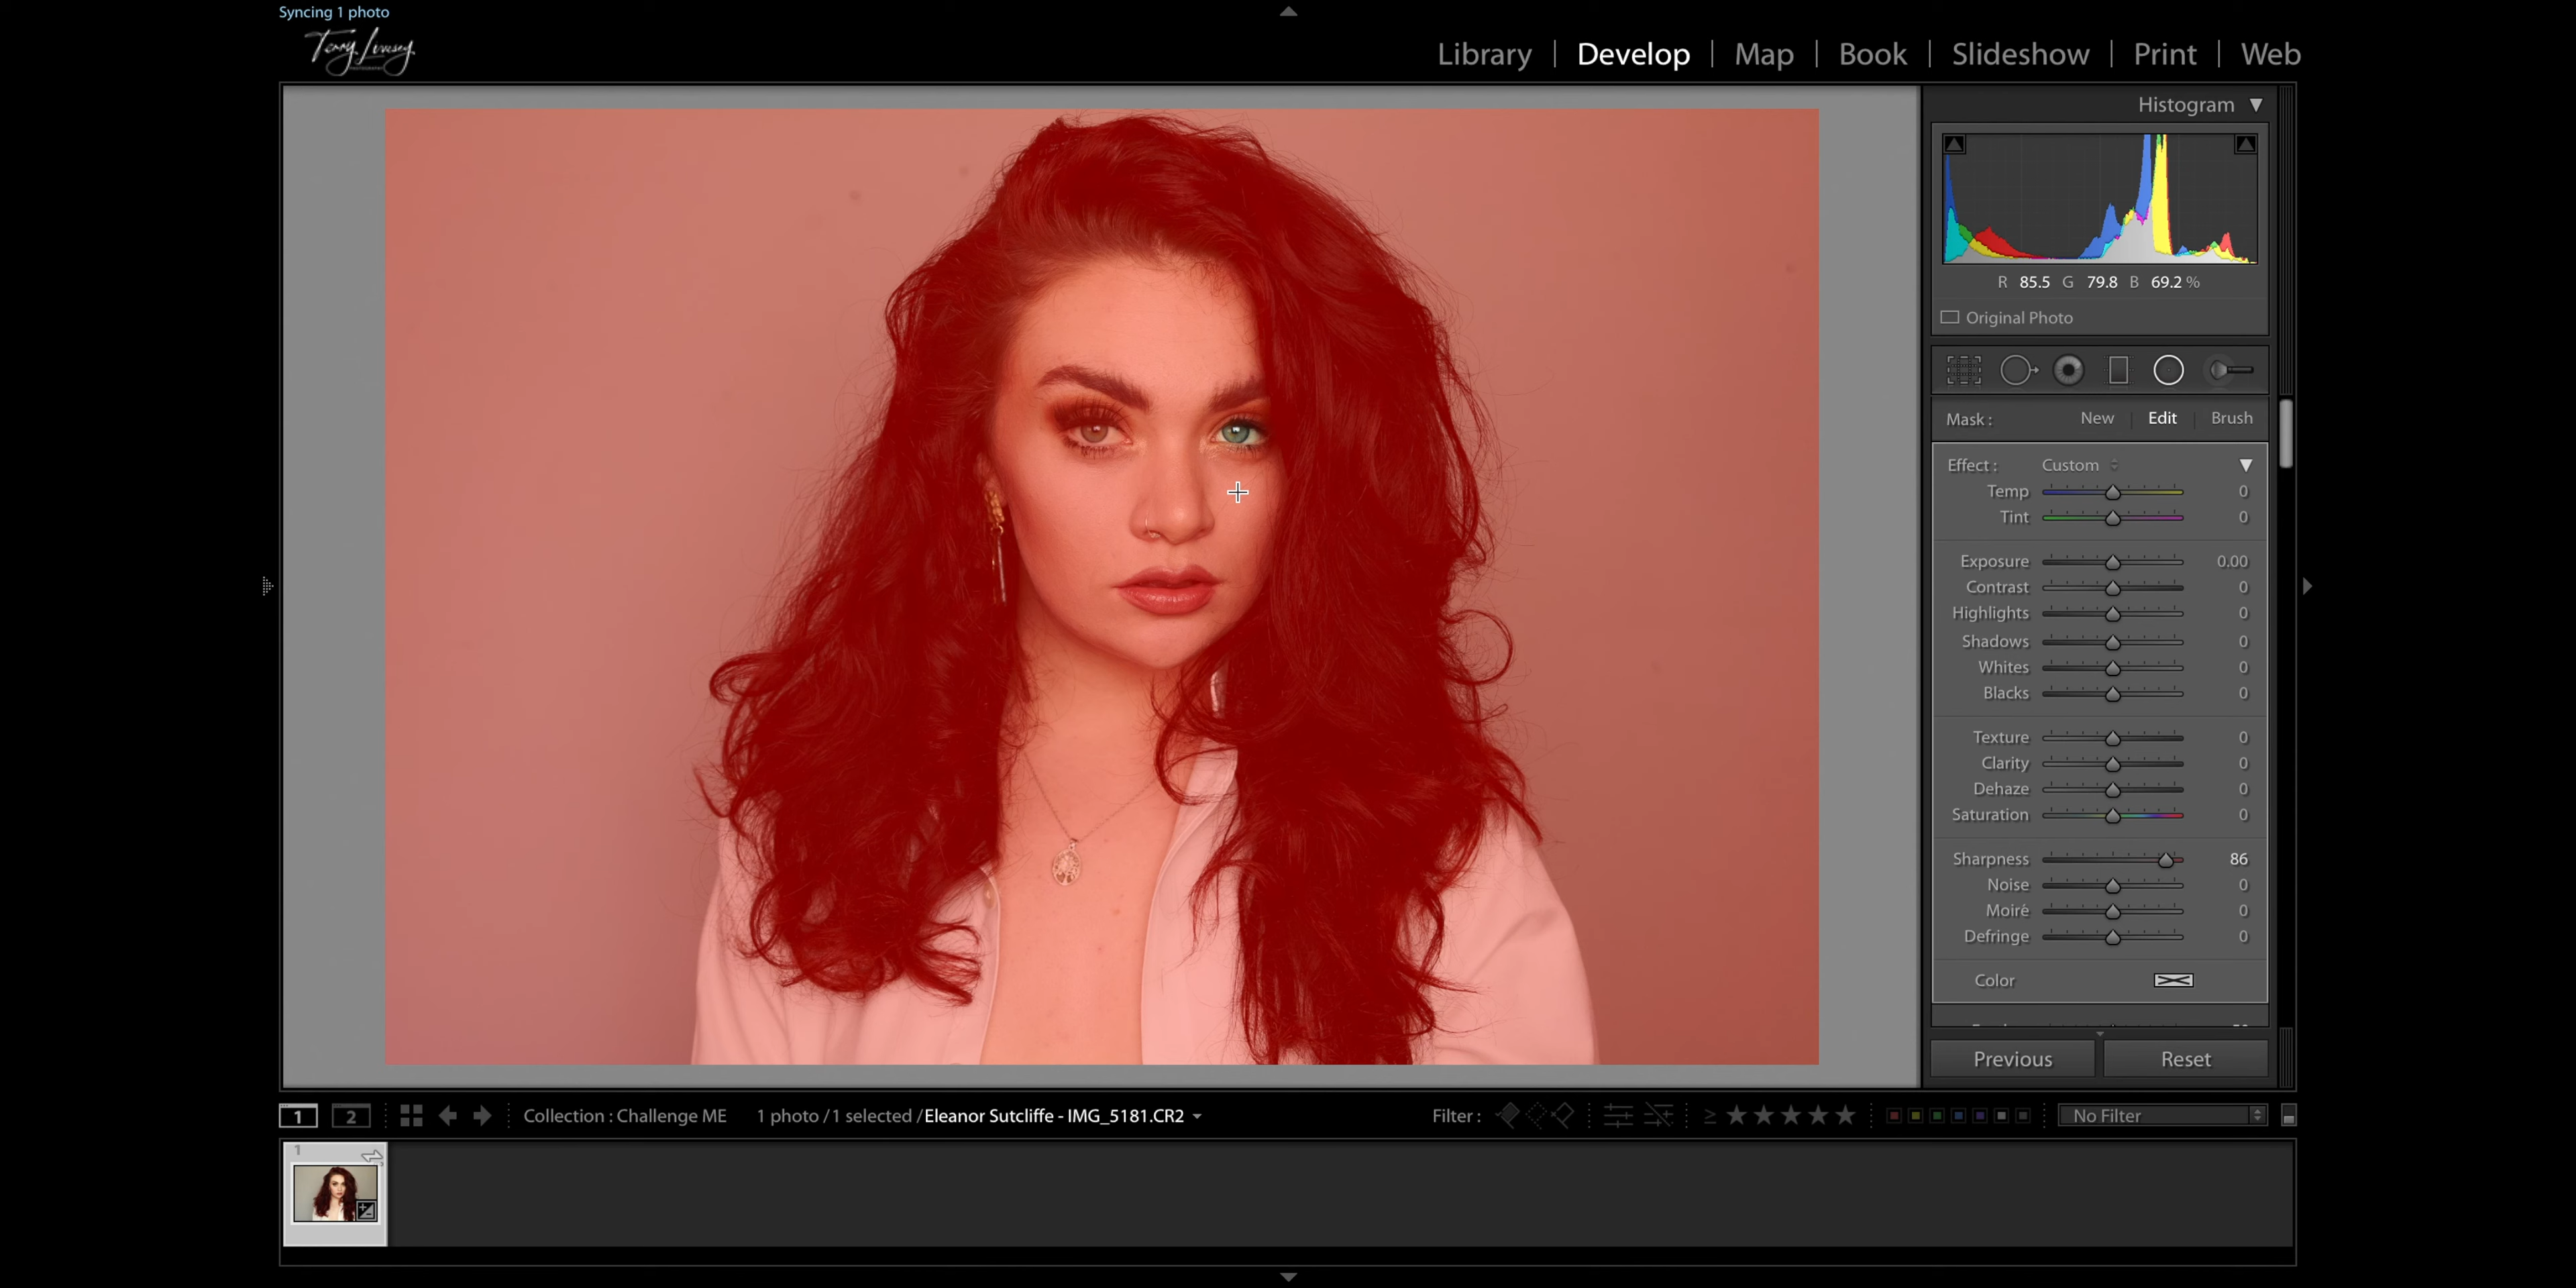 Syncing 1 photo
Terry Livesey
PHOTOGRAPHY
Library | Develop | Map | Book | Slideshow | Print | Web
Histogram
R 85.5 G 79.8 B 69.2 %
Original Photo
Mask : New | Edit | Brush
Effect : Custom
Temp 0
Tint 0
Exposure 0.00
Contrast 0
Highlights 0
Shadows 0
Whites 0
Blacks 0
Texture 0
Clarity 0
Dehaze 0
Saturation 0
Sharpness 86
Noise 0
Moiré 0
Defringe 0
Color
Previous Reset
1 2 Collection : Challenge ME 1 photo / 1 selected / Eleanor Sutcliffe - IMG_5181.CR2 Filter : ≥ ★★★★★ No Filter
1